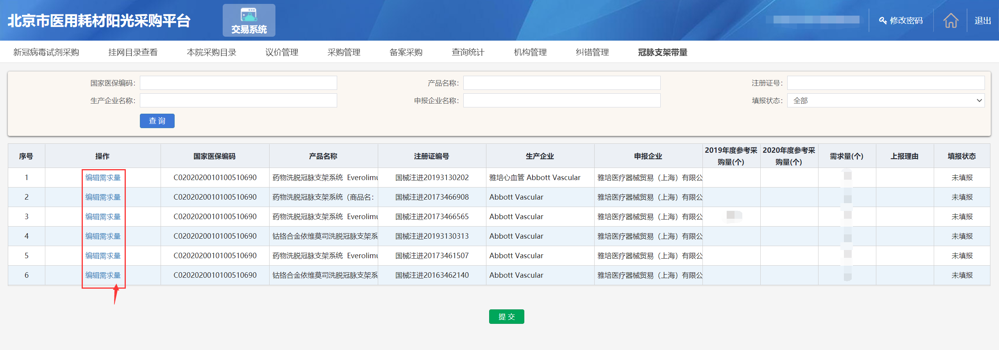 北京市医用耗材阳光采购平台
交易系统
修改密码
退出
新冠病毒试剂采购 挂网目录查看 本院采购目录 议价管理 采购管理 备案采购 查询统计 机构管理 纠错管理 冠脉支架带量
国家医保编码： 产品名称： 注册证号：
生产企业名称： 申报企业名称： 填报状态： 全部
查 询
序号 操作 国家医保编码 产品名称 注册证编号 生产企业 申报企业 2019年度参考采购量(个) 2020年度参考采购量(个) 需求量(个) 上报理由 填报状态
1 编辑需求量 C0202020010100510690 药物洗脱冠脉支架系统 Everolimu 国械注进20193130202 雅培心血管 Abbott Vascular 雅培医疗器械贸易（上海）有限公 未填报
2 编辑需求量 C0202020010100510690 药物洗脱冠脉支架系统（商品名： 国械注进20173466908 Abbott Vascular 雅培医疗器械贸易（上海）有限公 未填报
3 编辑需求量 C0202020010100510690 药物洗脱冠脉支架系统 Everolimu 国械注进20173466565 Abbott Vascular 雅培医疗器械贸易（上海）有限公 未填报
4 编辑需求量 C0202020010100510690 钴铬合金依维莫司洗脱冠脉支架系 国械注进20193130313 Abbott Vascular 雅培医疗器械贸易（上海）有限公 未填报
5 编辑需求量 C0202020010100510690 药物洗脱冠脉支架系统 Everolimu 国械注进20173461507 Abbott Vascular 雅培医疗器械贸易（上海）有限公 未填报
6 编辑需求量 C0202020010100510690 钴铬合金依维莫司洗脱冠脉支架系 国械注进20163462140 Abbott Vascular 雅培医疗器械贸易（上海）有限公 未填报
提 交